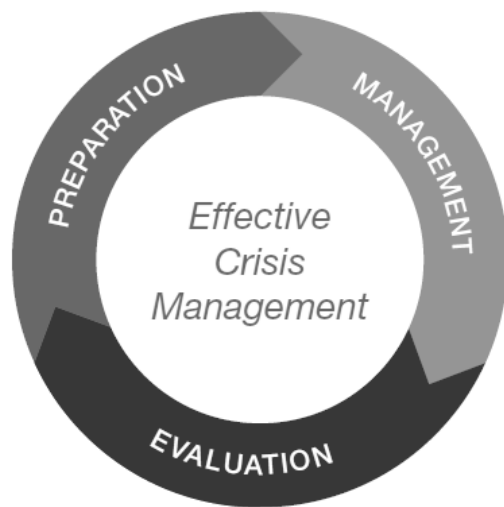 PREPARATION
MANAGEMENT
Effective
Crisis
Management
EVALUATION